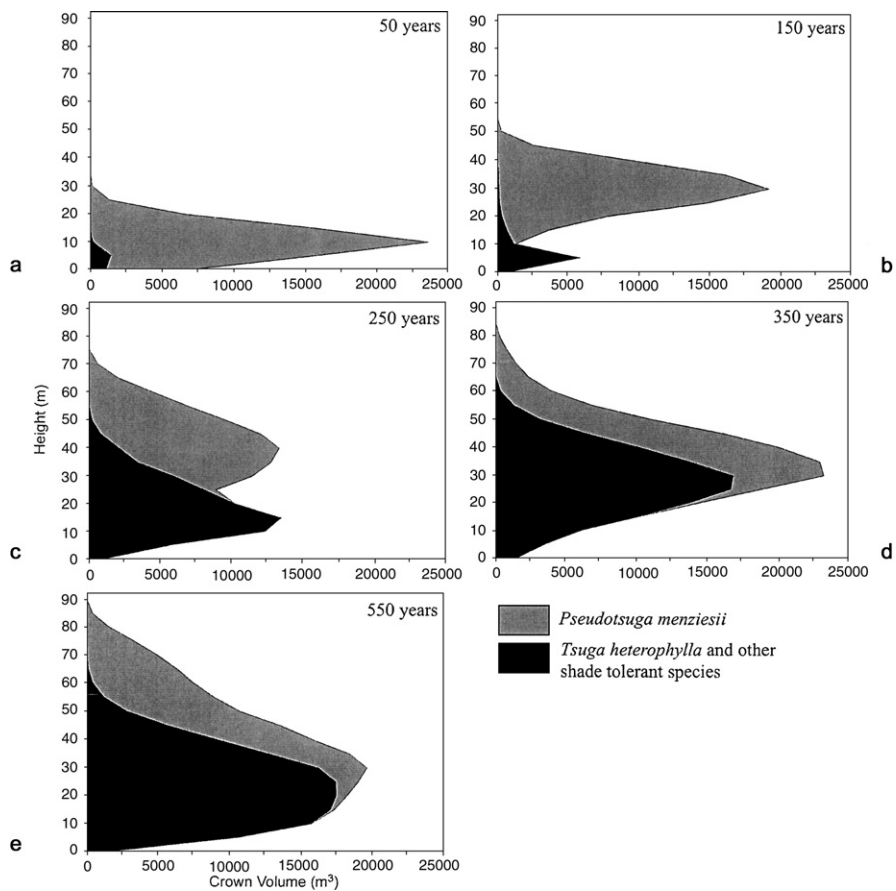 50 years
90
80
70
60
50
40
30
20
10
0
0 5000 10000 15000 20000 25000
a
150 years
90
80
70
60
50
40
30
20
10
0
0 5000 10000 15000 20000 25000
b
250 years
90
80
70
60
50
40
30
20
10
0
Height (m)
0 5000 10000 15000 20000 25000
c
350 years
90
80
70
60
50
40
30
20
10
0
0 5000 10000 15000 20000 25000
d
550 years
90
80
70
60
50
40
30
20
10
0
0 5000 10000 15000 20000 25000
Crown Volume (m³)
e
Pseudotsuga menziesii
Tsuga heterophylla and other
shade tolerant species